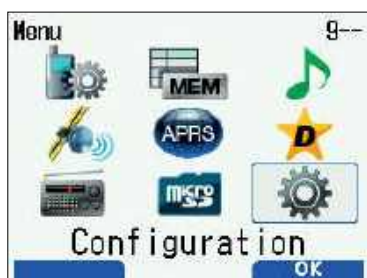 Menu 9--
MEM
APRS D
micro
SD
Configuration
OK